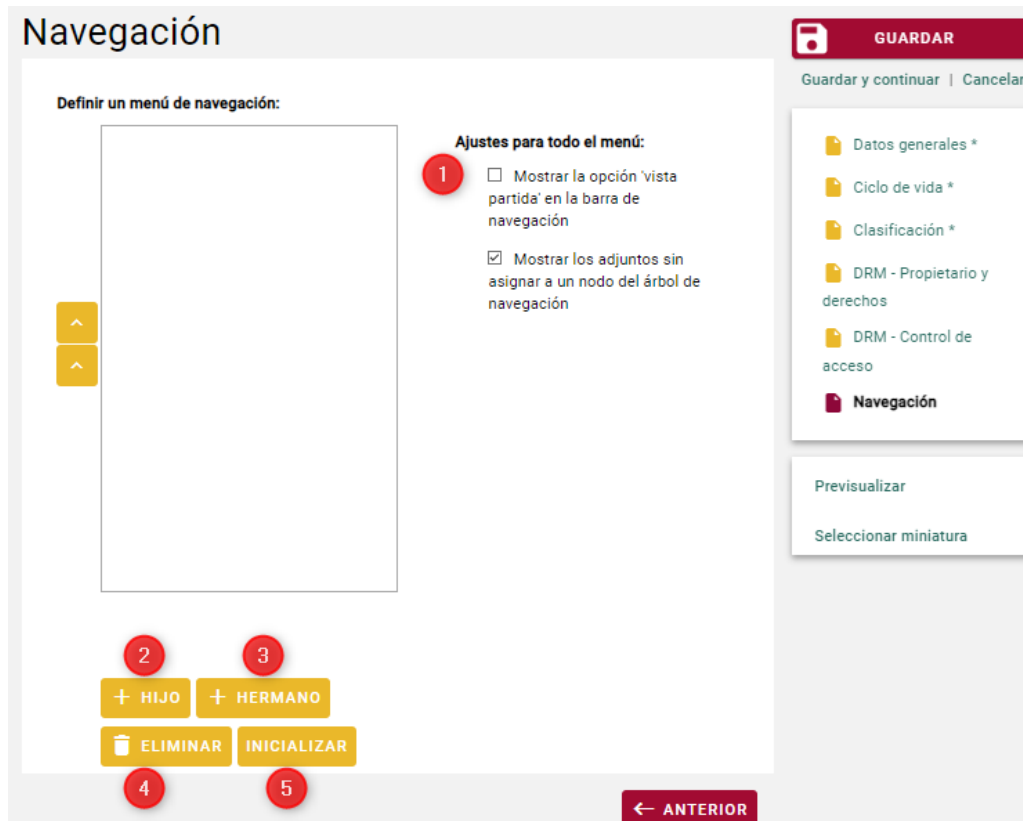 Navegación
Definir un menú de navegación:
Ajustes para todo el menú:
1
Mostrar la opción 'vista
partida' en la barra de
navegación
Mostrar los adjuntos sin
asignar a un nodo del árbol de
navegación
2
3
+ HIJO
+ HERMANO
ELIMINAR
INICIALIZAR
4
5
← ANTERIOR
GUARDAR
Guardar y continuar | Cancelar
Datos generales *
Ciclo de vida *
Clasificación *
DRM - Propietario y
derechos
DRM - Control de
acceso
Navegación
Previsualizar
Seleccionar miniatura